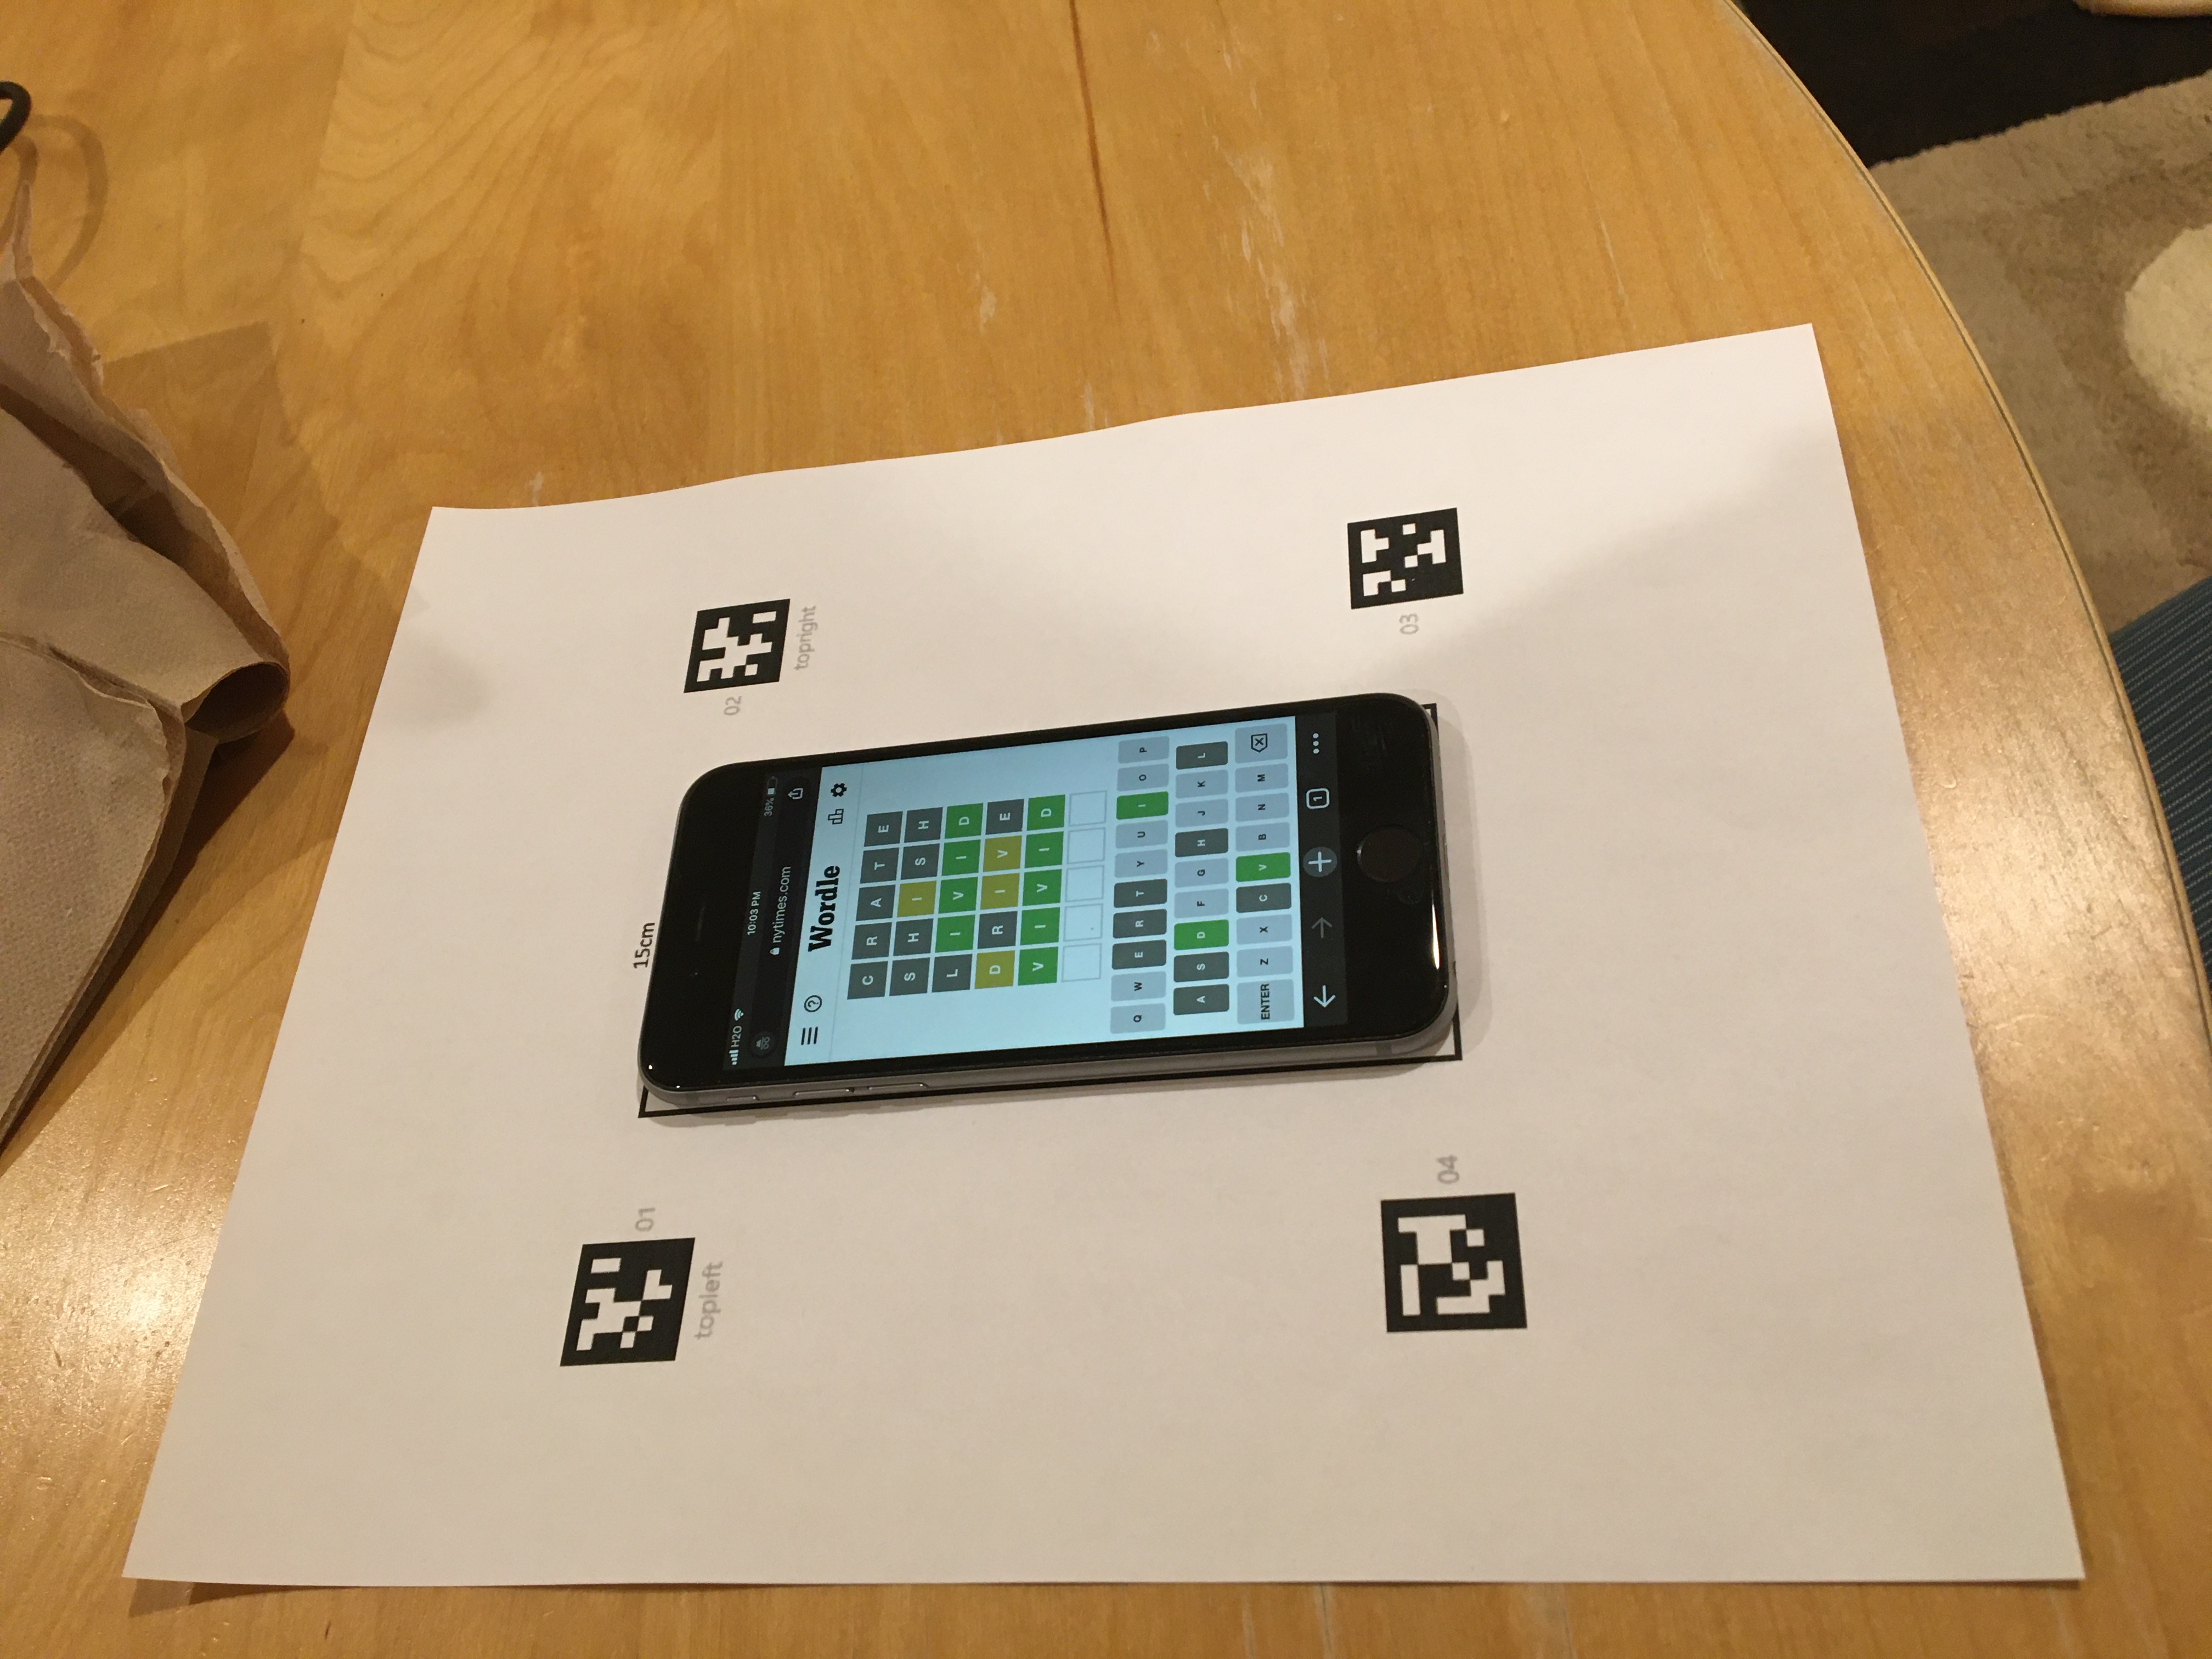 01
topleft
15cm
02
topright
H2O
10:03 PM
36%
nytimes.com
Wordle
C R A T E
S H I S H
L I V I D
D R I V E
V I V I D
Q W E R T Y U I O P
A S D F G H J K L
ENTER Z X C V B N M
1
03
04